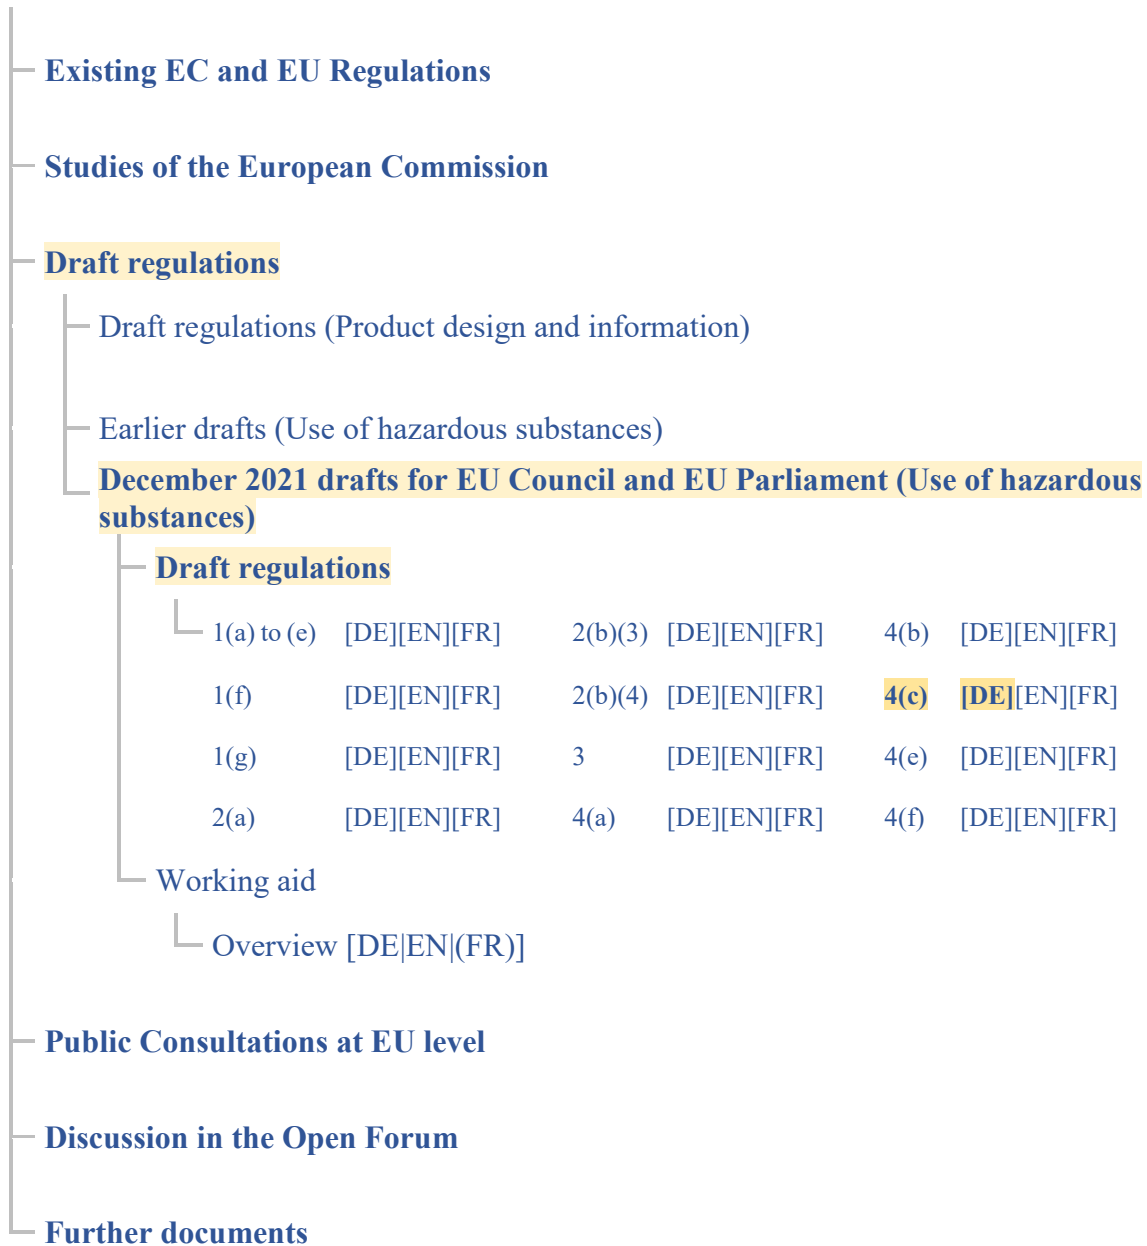 Existing EC and EU Regulations
Studies of the European Commission
Draft regulations
Draft regulations (Product design and information)
Earlier drafts (Use of hazardous substances)
December 2021 drafts for EU Council and EU Parliament (Use of hazardous
substances)
Draft regulations
1(a) to (e) [DE][EN][FR] 2(b)(3) [DE][EN][FR] 4(b) [DE][EN][FR]
1(f) [DE][EN][FR] 2(b)(4) [DE][EN][FR] 4(c) [DE][EN][FR]
1(g) [DE][EN][FR] 3 [DE][EN][FR] 4(e) [DE][EN][FR]
2(a) [DE][EN][FR] 4(a) [DE][EN][FR] 4(f) [DE][EN][FR]
Working aid
Overview [DE|EN|(FR)]
Public Consultations at EU level
Discussion in the Open Forum
Further documents